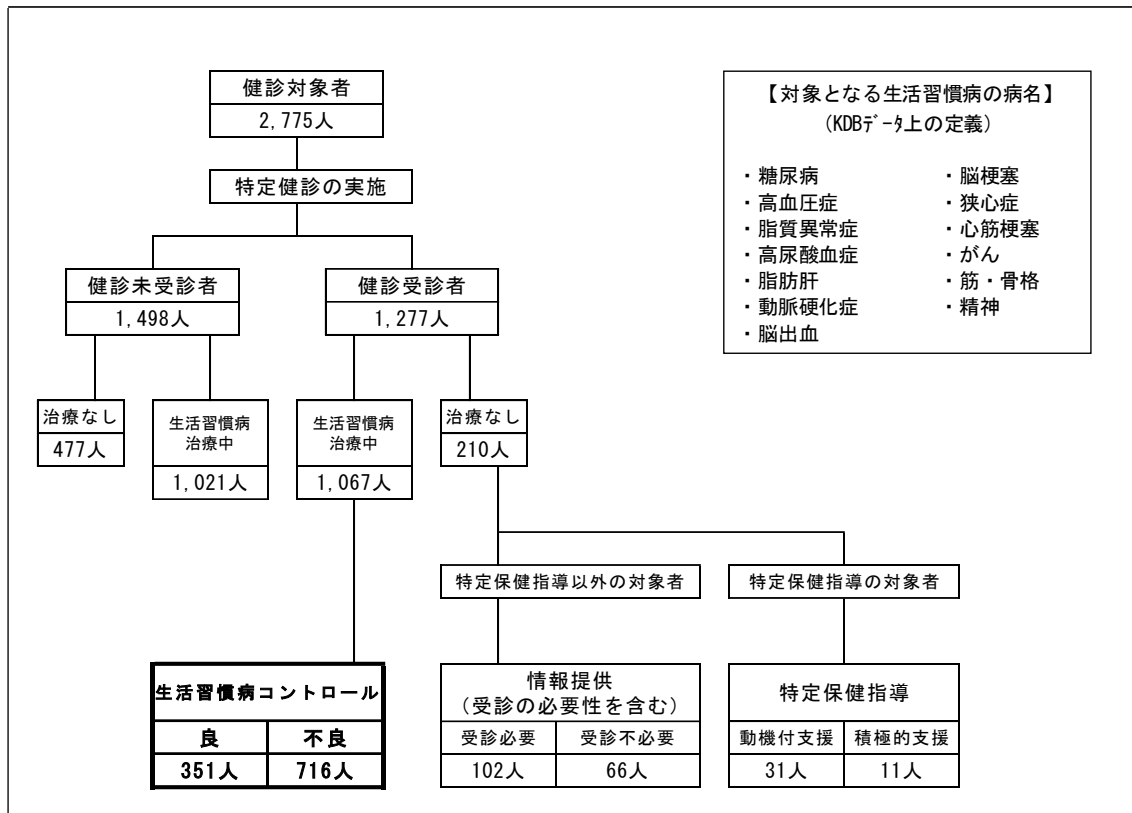 健診対象者
2,775人
特定健診の実施
健診未受診者
1,498人
健診受診者
1,277人
治療なし
477人
生活習慣病
治療中
1,021人
生活習慣病
治療中
1,067人
治療なし
210人
特定保健指導以外の対象者
特定保健指導の対象者
生活習慣病コントロール
良
不良
351人
716人
情報提供
(受診の必要性を含む)
受診必要
受診不必要
102人
66人
特定保健指導
動機付支援
積極的支援
31人
11人
【対象となる生活習慣病の病名】
(KDBデータ上の定義)
・糖尿病
・高血圧症
・脂質異常症
・高尿酸血症
・脂肪肝
・動脈硬化症
・脳出血
・脳梗塞
・狭心症
・心筋梗塞
・がん
・筋・骨格
・精神